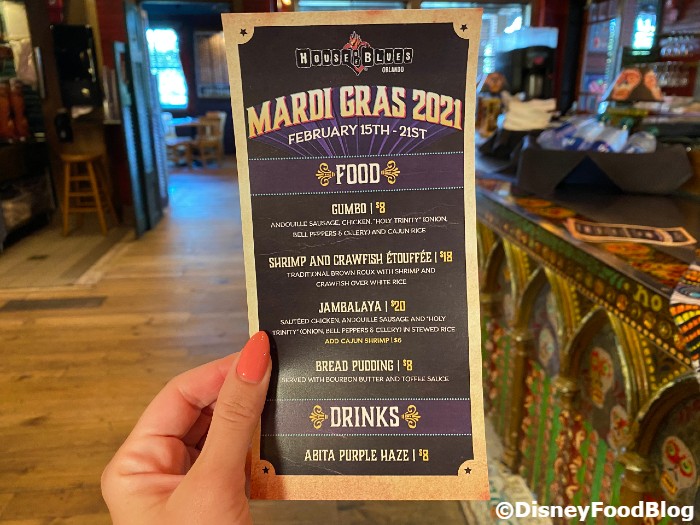 HOUSE OF BLUES
ORLANDO
MARDI GRAS 2021
FEBRUARY 15TH - 21ST
FOOD
GUMBO | $8
ANDOUILLE SAUSAGE, CHICKEN, "HOLY TRINITY" (ONION,
BELL PEPPERS & CELERY) AND CAJUN RICE
SHRIMP AND CRAWFISH ÉTOUFFÉE | $18
TRADITIONAL BROWN ROUX WITH SHRIMP AND
CRAWFISH OVER WHITE RICE
JAMBALAYA | $20
SAUTÉED CHICKEN, ANDOUILLE SAUSAGE AND "HOLY
TRINITY" (ONION, BELL PEPPERS & CELERY) IN STEWED RICE
ADD CAJUN SHRIMP | $6
BREAD PUDDING | $8
SERVED WITH BOURBON BUTTER AND TOFFEE SAUCE
DRINKS
ABITA PURPLE HAZE | $8
©DisneyFoodBlog